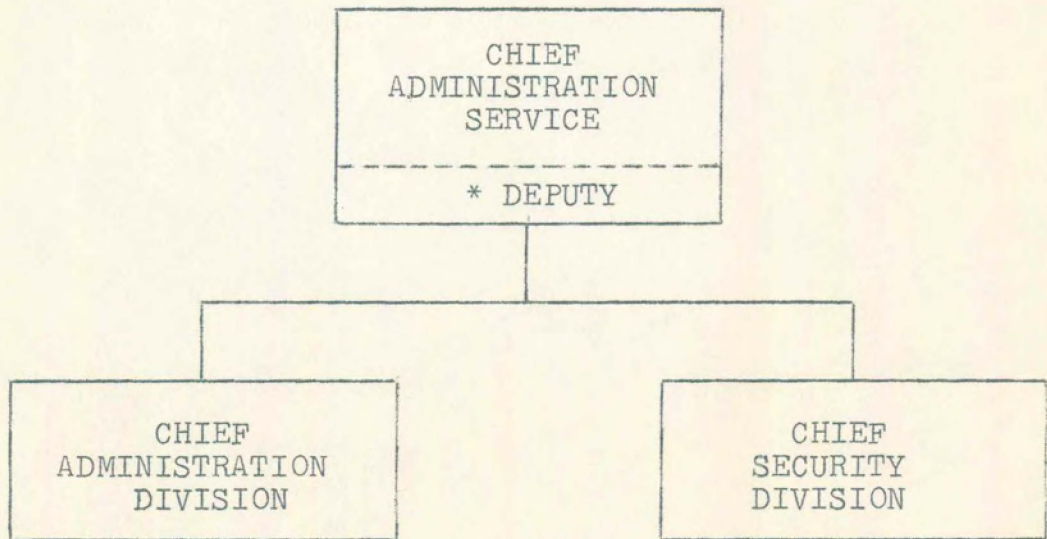 CHIEF
ADMINISTRATION
SERVICE
* DEPUTY
CHIEF
ADMINISTRATION
DIVISION
CHIEF
SECURITY
DIVISION